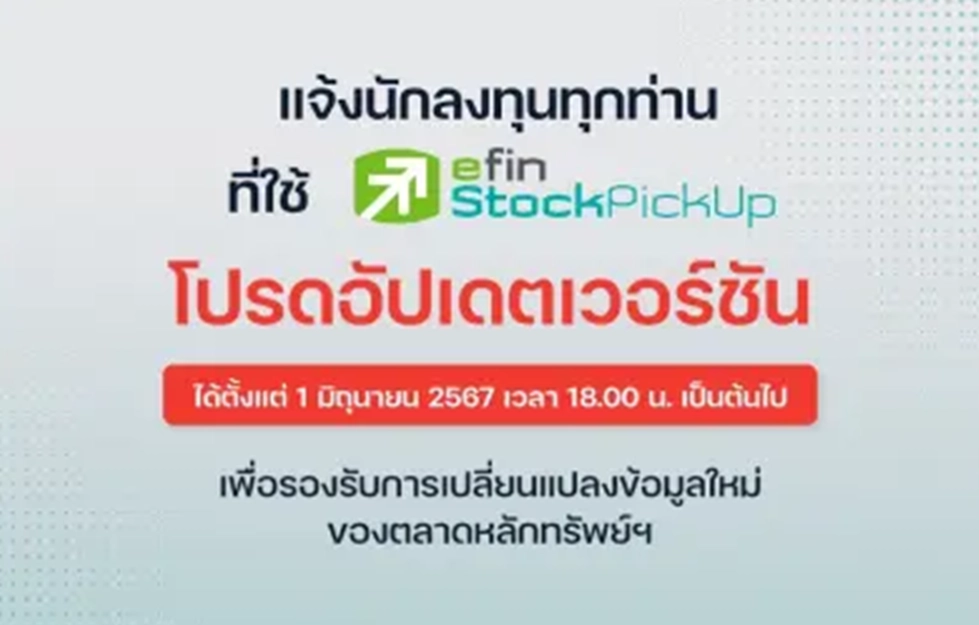 แจ้งนักลงทุนทุกท่าน
ที่ใช้ efin StockPickUp
โปรดอัปเดตเวอร์ชัน
ได้ตั้งแต่ 1 มิถุนายน 2567 เวลา 18.00 น. เป็นต้นไป
เพื่อรองรับการเปลี่ยนแปลงข้อมูลใหม่
ของตลาดหลักทรัพย์ฯ